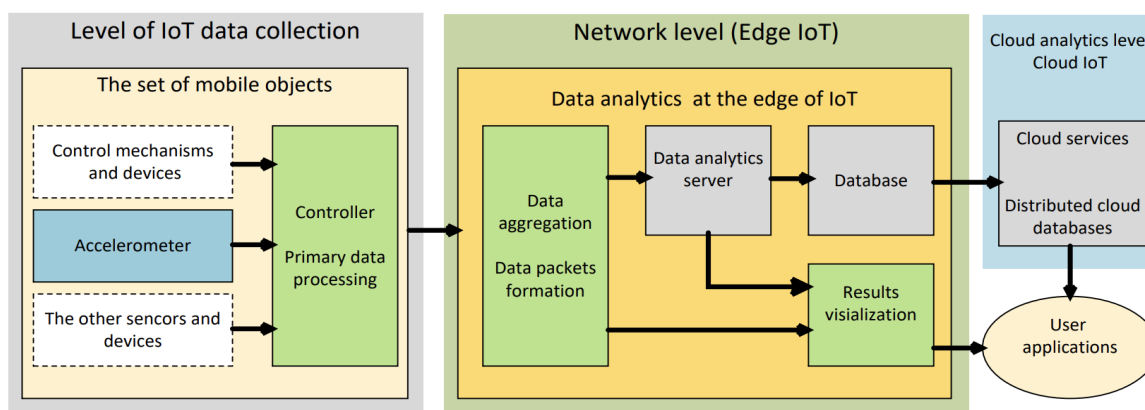 Level of IoT data collection
The set of mobile objects
Control mechanisms
and devices
Accelerometer
The other sencors and
devices
Controller
Primary data
processing
Network level (Edge IoT)
Data analytics at the edge of IoT
Data
aggregation
Data packets
formation
Data analytics
server
Database
Results
visialization
Cloud analytics leve
Cloud IoT
Cloud services
Distributed cloud
databases
User
applications